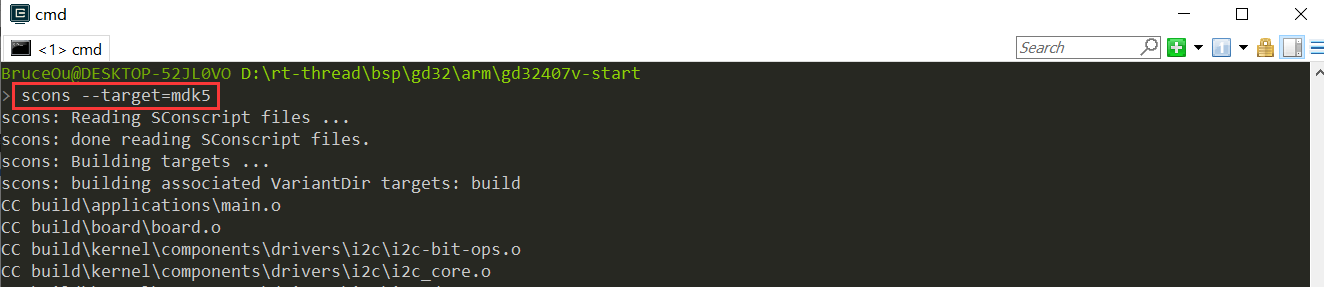 cmd
<1> cmd
Search
BruceOu@DESKTOP-52JL0VO D:\rt-thread\bsp\gd32\arm\gd32407v-start
> scons --target=mdk5
scons: Reading SConscript files ...
scons: done reading SConscript files.
scons: Building targets ...
scons: building associated VariantDir targets: build
CC build\applications\main.o
CC build\board\board.o
CC build\kernel\components\drivers\i2c\i2c-bit-ops.o
CC build\kernel\components\drivers\i2c\i2c_core.o